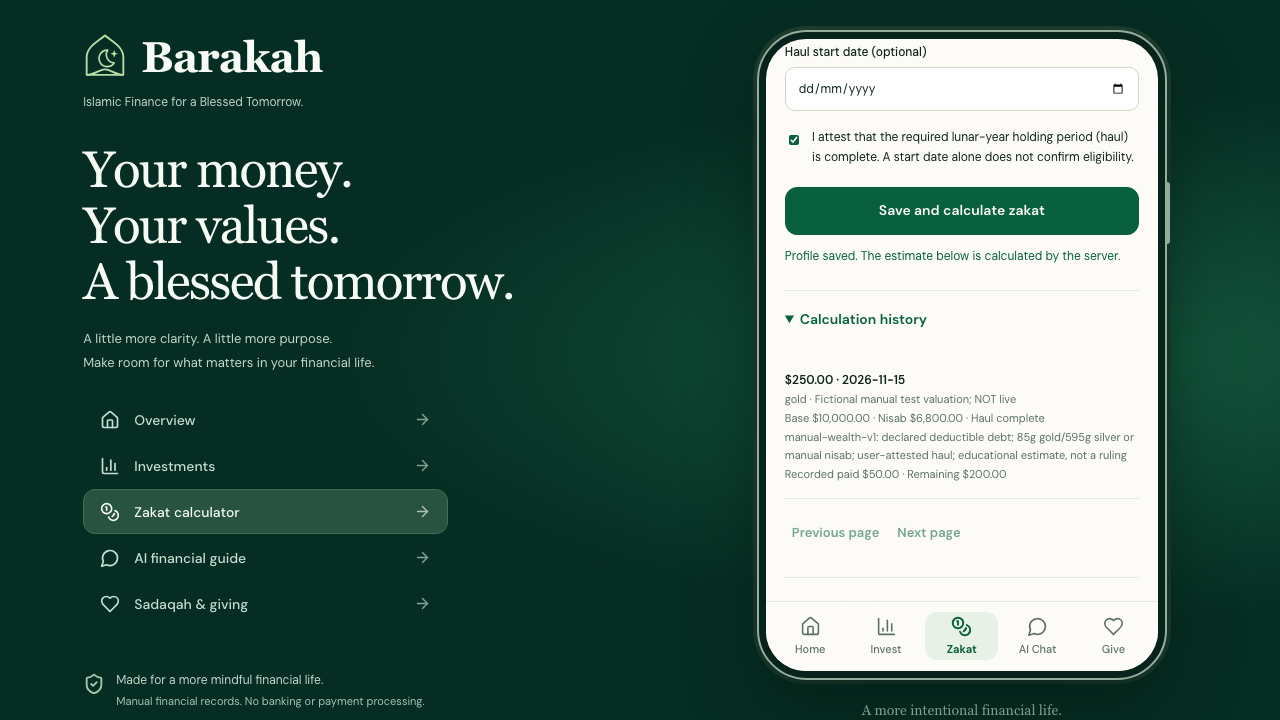 Barakah
Islamic Finance for a Blessed Tomorrow.
Your money.
Your values.
A blessed tomorrow.
A little more clarity. A little more purpose.
Make room for what matters in your financial life.
Overview
Investments
Zakat calculator
AI financial guide
Sadaqah & giving
Made for a more mindful financial life.
Manual financial records. No banking or payment processing.
Haul start date (optional)
dd/mm/yyyy
I attest that the required lunar-year holding period (haul)
is complete. A start date alone does not confirm eligibility.
Save and calculate zakat
Profile saved. The estimate below is calculated by the server.
Calculation history
$250.00 · 2026-11-15
gold · Fictional manual test valuation; NOT live
Base $10,000.00 · Nisab $6,800.00 · Haul complete
manual-wealth-v1: declared deductible debt; 85g gold/595g silver or
manual nisab; user-attested haul; educational estimate, not a ruling
Recorded paid $50.00 · Remaining $200.00
Previous page Next page
Home Invest Zakat AI Chat Give
A more intentional financial life.